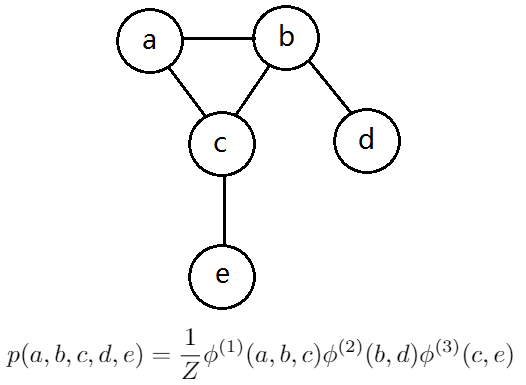 a
b
c
d
e
p(a, b, c, d, e) = \frac{1}{Z} \phi^{(1)}(a, b, c) \phi^{(2)}(b, d) \phi^{(3)}(c, e)